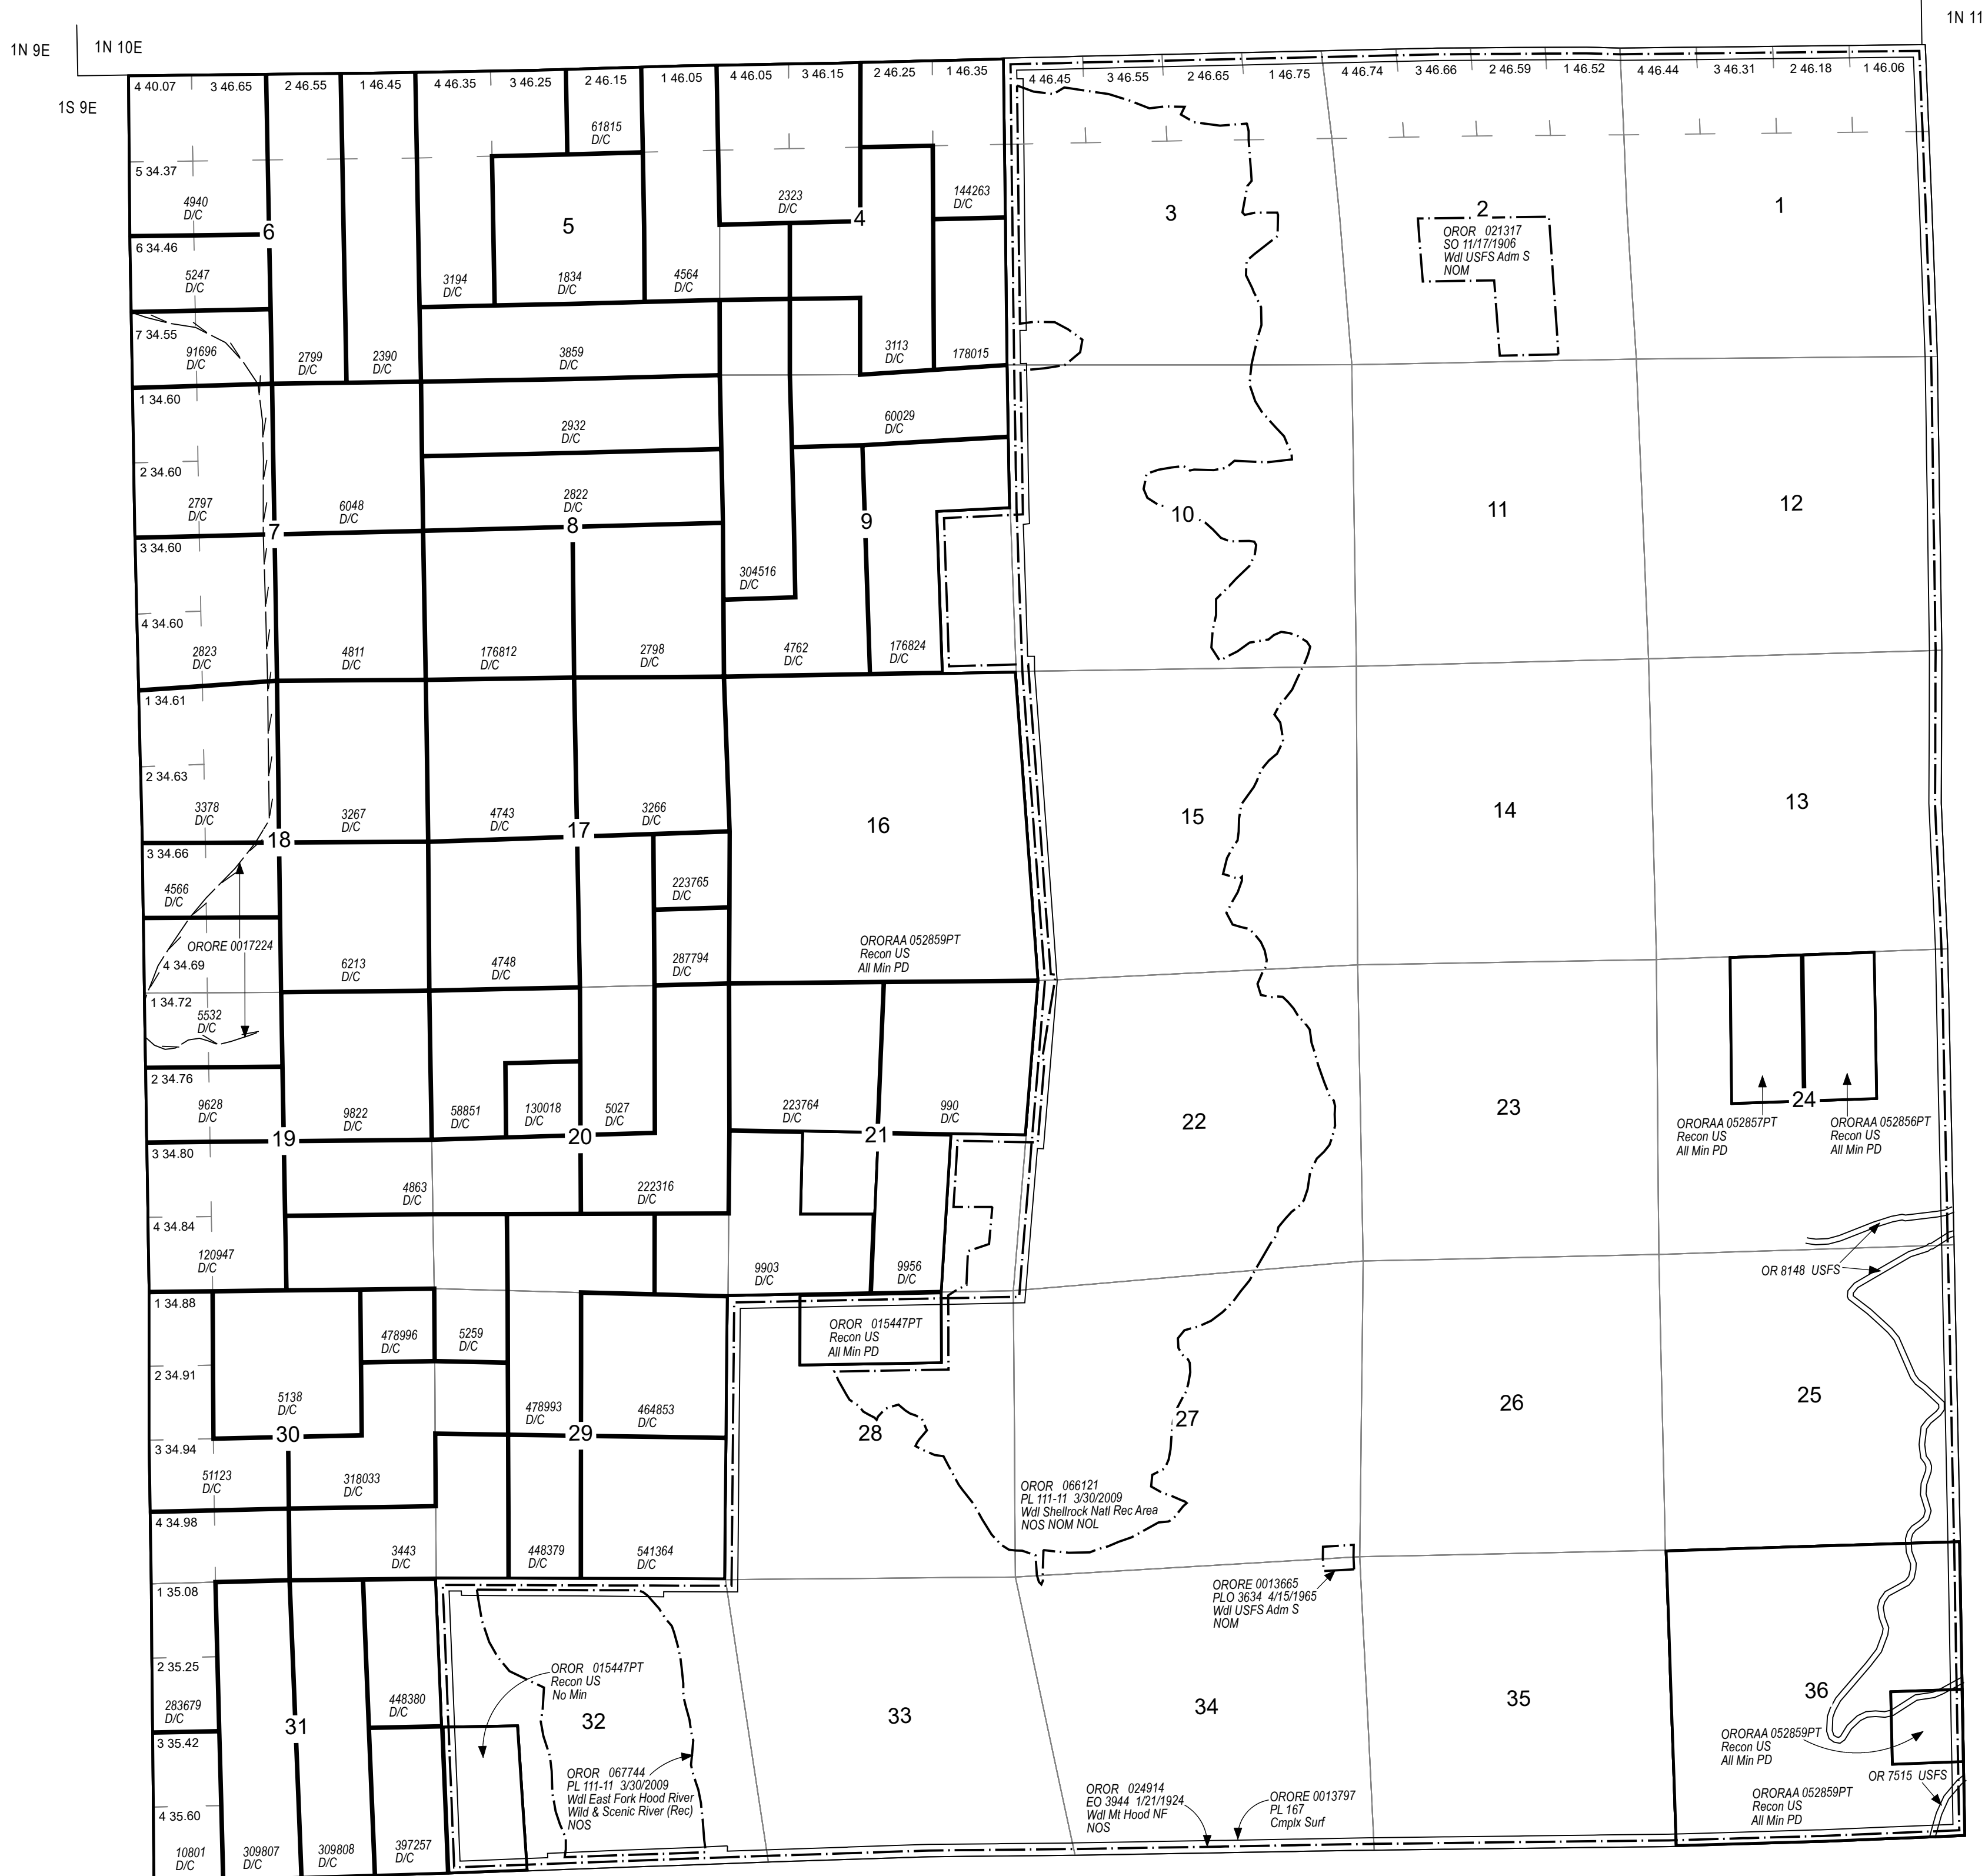 1N 9E
1N 10E
1N 11
1S 9E
4 40.07
3 46.65
2 46.55
1 46.45
4 46.35
3 46.25
2 46.15
1 46.05
4 46.05
3 46.15
2 46.25
1 46.35
4 46.45
3 46.55
2 46.65
1 46.75
4 46.74
3 46.66
2 46.59
1 46.52
4 46.44
3 46.31
2 46.18
1 46.06
5 34.37
4940
D/C
6
6 34.46
5247
D/C
7 34.55
91696
D/C
2799
D/C
2390
D/C
61815
D/C
5
3194
D/C
1834
D/C
4564
D/C
3859
D/C
2323
D/C
4
144263
D/C
3113
D/C
178015
3
2
OROR 021317
SO 11/17/1906
Wdl USFS Adm S
NOM
1
1 34.60
2 34.60
2797
D/C
7
3 34.60
4 34.60
2823
D/C
6048
D/C
4811
D/C
2932
D/C
2822
D/C
8
176812
D/C
2798
D/C
60029
D/C
9
304516
D/C
4762
D/C
176824
D/C
10
11
12
1 34.61
2 34.63
3378
D/C
18
3 34.66
4566
D/C
ORORE 0017224
4 34.69
3267
D/C
6213
D/C
4743
D/C
17
3266
D/C
223765
D/C
4748
D/C
287794
D/C
16
ORORAA 052859PT
Recon US
All Min PD
15
14
13
1 34.72
5532
D/C
2 34.76
9628
D/C
19
3 34.80
4 34.84
120947
D/C
9822
D/C
58851
D/C
130018
D/C
5027
D/C
20
4863
D/C
222316
D/C
223764
D/C
990
D/C
21
9903
D/C
9956
D/C
22
23
24
ORORAA 052857PT
Recon US
All Min PD
ORORAA 052856PT
Recon US
All Min PD
OR 8148 USFS
1 34.88
2 34.91
3 34.94
51123
D/C
4 34.98
5138
D/C
30
478996
D/C
318033
D/C
3443
D/C
5259
D/C
478993
D/C
29
464853
D/C
448379
D/C
541364
D/C
OROR 015447PT
Recon US
All Min PD
28
27
OROR 066121
PL 111-11 3/30/2009
Wdl Shellrock Natl Rec Area
NOS NOM NOL
26
25
1 35.08
2 35.25
283679
D/C
3 35.42
4 35.60
10801
D/C
31
309807
D/C
309808
D/C
448380
D/C
397257
D/C
OROR 015447PT
Recon US
No Min
32
OROR 067744
PL 111-11 3/30/2009
Wdl East Fork Hood River
Wild & Scenic River (Rec)
NOS
33
ORORE 0013665
PLO 3634 4/15/1965
Wdl USFS Adm S
NOM
34
OROR 024914
EO 3944 1/21/1924
Wdl Mt Hood NF
NOS
ORORE 0013797
PL 167
Cmplx Surf
35
36
ORORAA 052859PT
Recon US
All Min PD
OR 7515 USFS
ORORAA 052859PT
Recon US
All Min PD